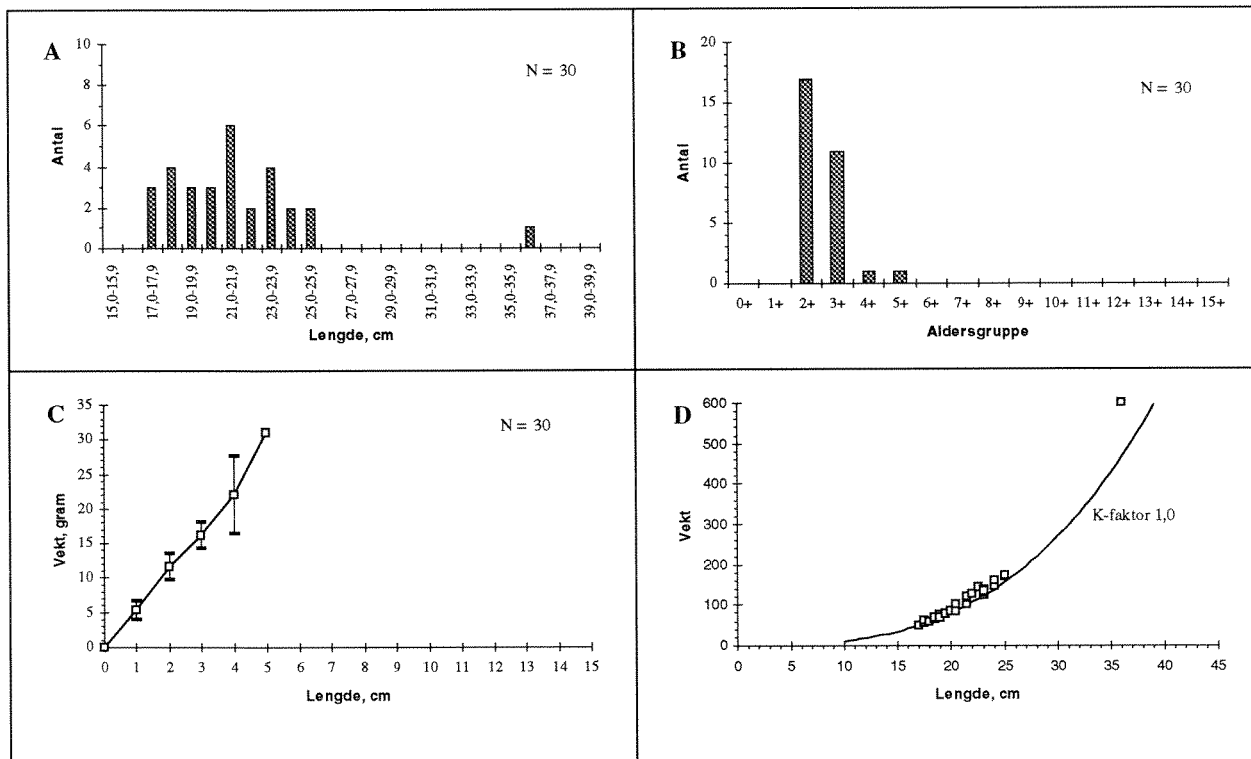 A
N = 30
Antal
10
8
6
4
2
0
15,0-15,9
17,0-17,9
19,0-19,9
21,0-21,9
23,0-23,9
25,0-25,9
27,0-27,9
29,0-29,9
31,0-31,9
33,0-33,9
35,0-35,9
37,0-37,9
39,0-39,9
Lengde, cm
B
N = 30
Antal
20
15
10
5
0
0+ 1+ 2+ 3+ 4+ 5+ 6+ 7+ 8+ 9+ 10+ 11+ 12+ 13+ 14+ 15+
Aldersgruppe
C
N = 30
Vekt, gram
35
30
25
20
15
10
5
0
0 1 2 3 4 5 6 7 8 9 10 11 12 13 14 15
Lengde, cm
D
Vekt
600
500
400
300
200
100
0
K-faktor 1,0
0 5 10 15 20 25 30 35 40 45
Lengde, cm